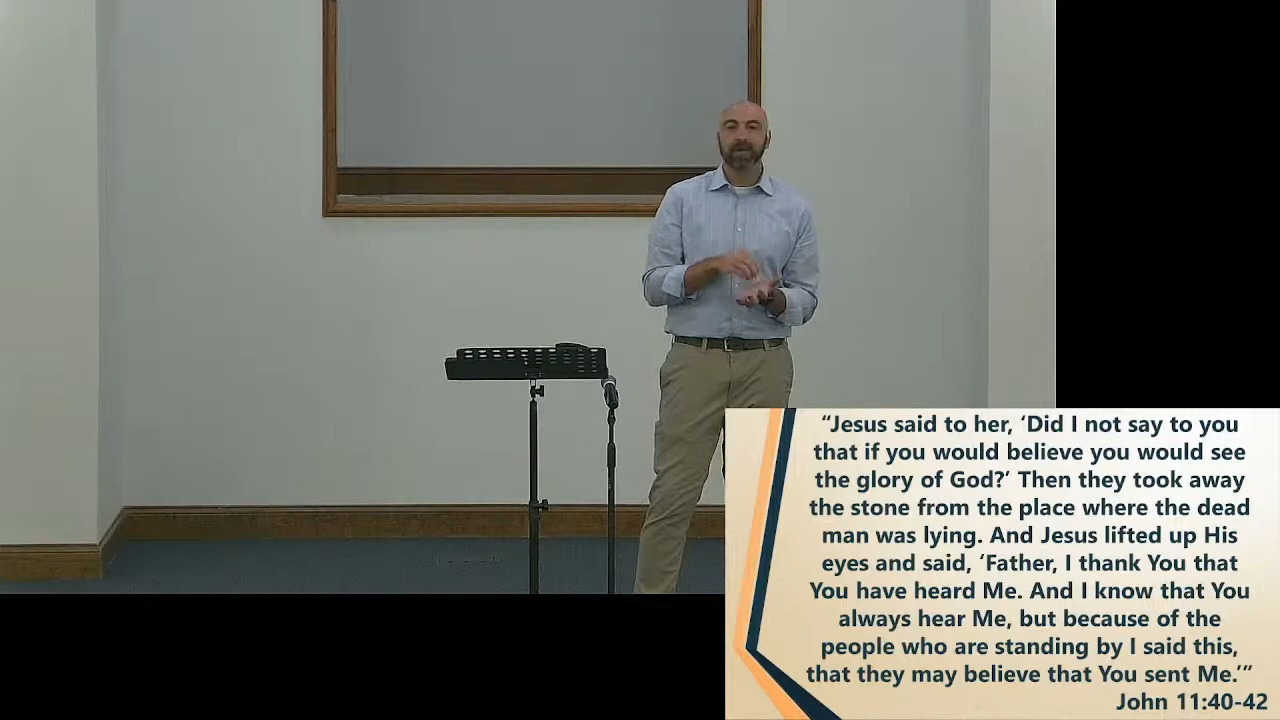 “Jesus said to her, ‘Did I not say to you
that if you would believe you would see
the glory of God?’ Then they took away
the stone from the place where the dead
man was lying. And Jesus lifted up His
eyes and said, ‘Father, I thank You that
You have heard Me. And I know that You
always hear Me, but because of the
people who are standing by I said this,
that they may believe that You sent Me.’”
John 11:40-42